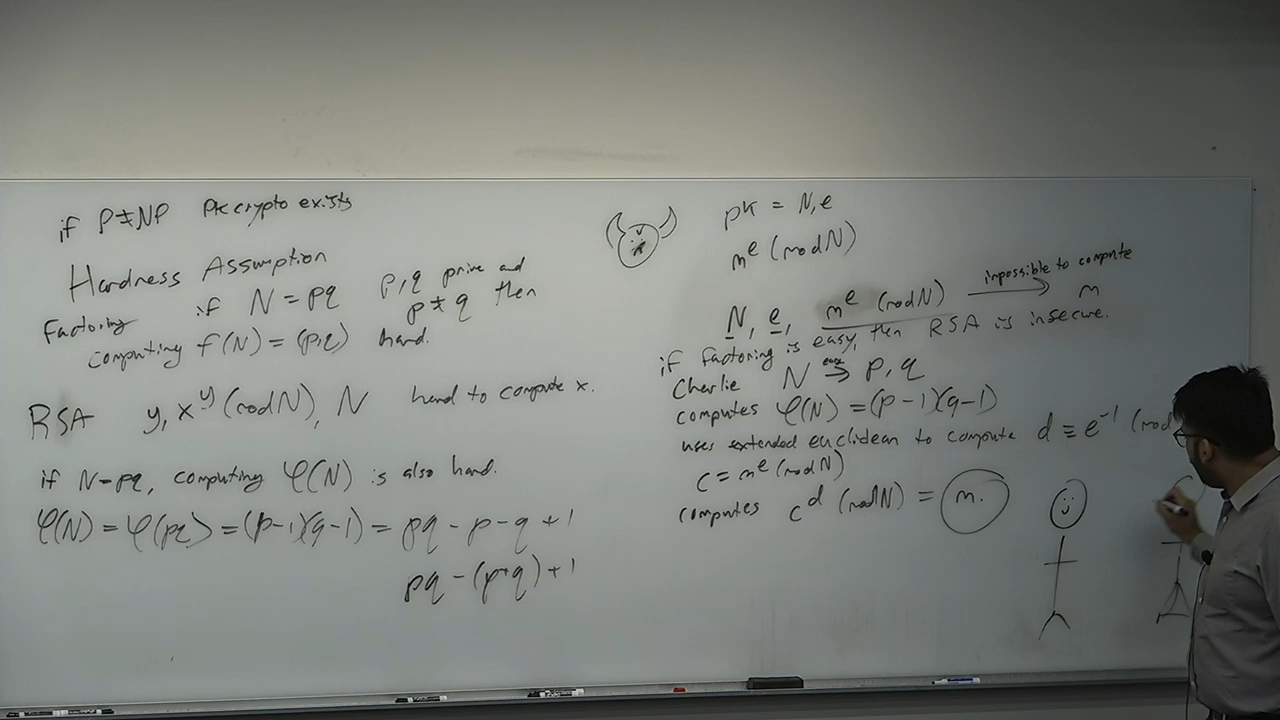 if P≠NP PK crypto exists
Hardness Assumption
Factoring if N = pq p,q prime and p ≠ q then
computing f(N) = (p,q) hard.
RSA y, x^y (mod N), N hard to compute x.
if N=pq, computing φ(N) is also hard.
φ(N) = φ(pq) = (p-1)(q-1) = pq - p - q + 1
pq - (p+q) + 1
pk = N,e
m^e (mod N)
N, e, m^e (mod N) impossible to compute → m
if factoring is easy, then RSA is insecure.
Charlie N easy → p, q
computes φ(N) = (p-1)(q-1)
uses extended euclidean to compute d ≡ e^-1 (mod
c = m^e (mod N)
computes c^d (mod N) = m.